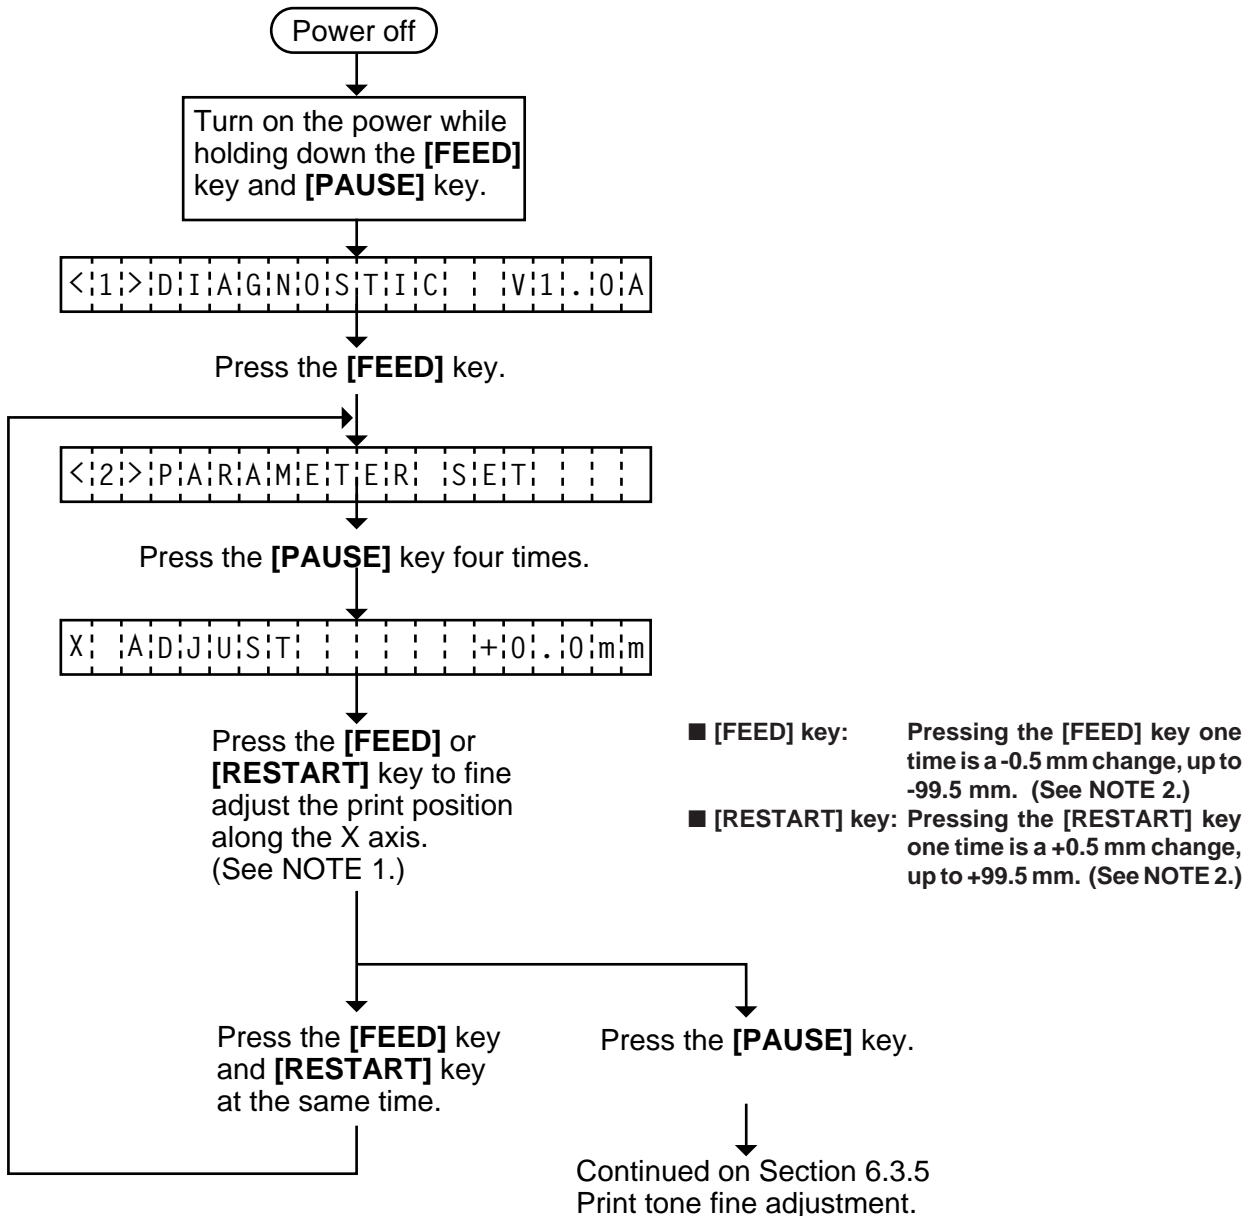 Power off
Turn on the power while
holding down the [FEED]
key and [PAUSE] key.
<1>DIAGNOSTIC  V1.0A
Press the [FEED] key.
<2>PARAMETER SET
Press the [PAUSE] key four times.
X ADJUST      +0.0mm
Press the [FEED] or
[RESTART] key to fine
adjust the print position
along the X axis.
(See NOTE 1.)
■ [FEED] key: Pressing the [FEED] key one
time is a -0.5 mm change, up to
-99.5 mm. (See NOTE 2.)
■ [RESTART] key: Pressing the [RESTART] key
one time is a +0.5 mm change,
up to +99.5 mm. (See NOTE 2.)
Press the [FEED] key
and [RESTART] key
at the same time.
Press the [PAUSE] key.
Continued on Section 6.3.5
Print tone fine adjustment.